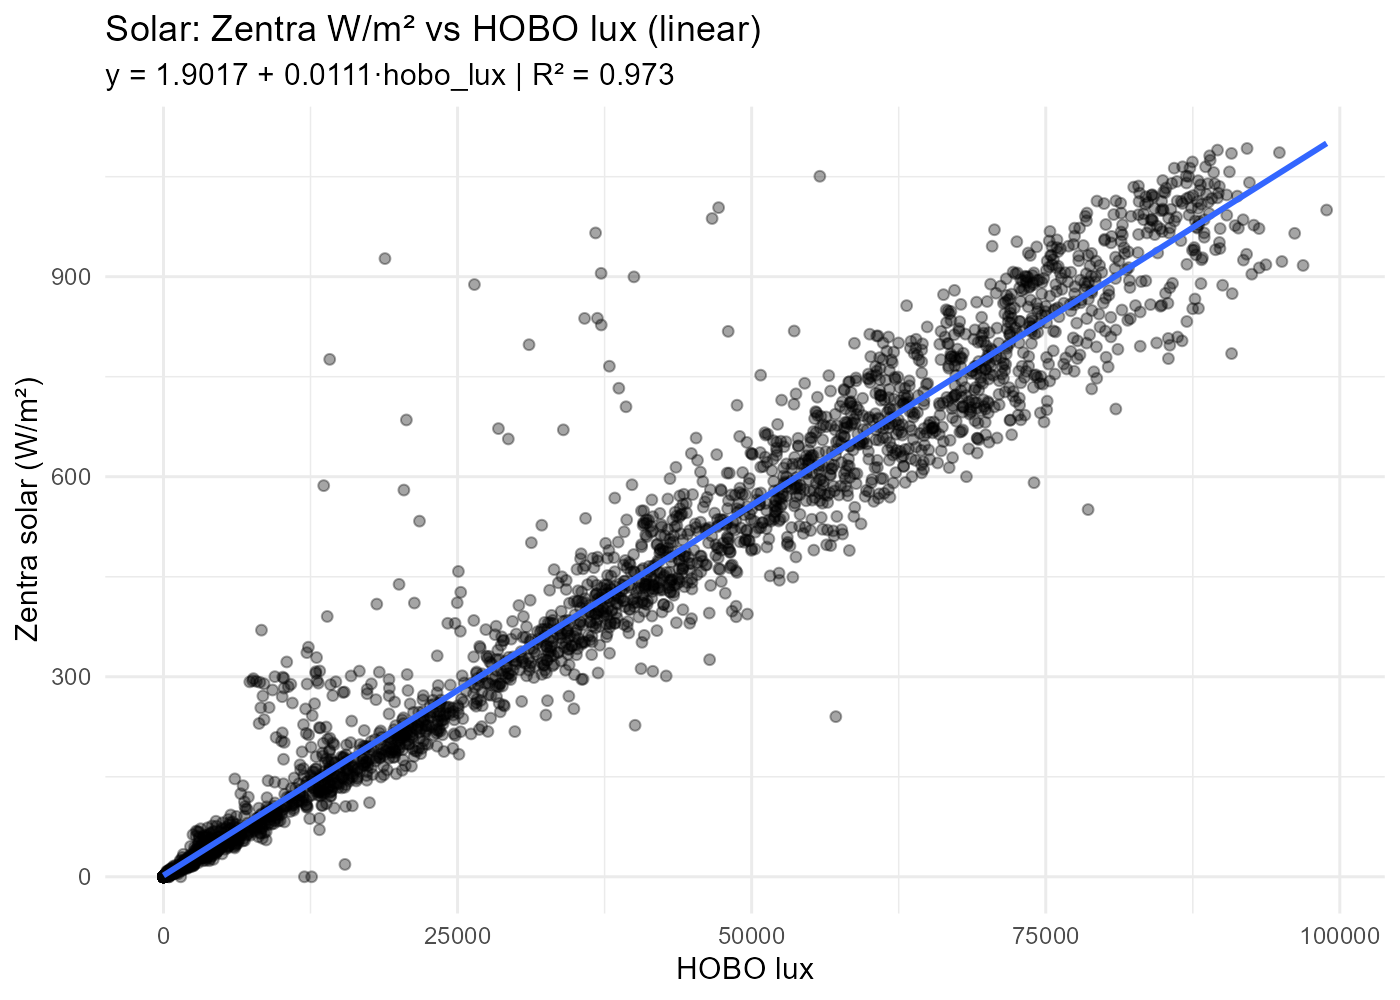 Solar: Zentra W/m² vs HOBO lux (linear)
y = 1.9017 + 0.0111·hobo_lux | R² = 0.973
Zentra solar (W/m²)
900
600
300
0
0 25000 50000 75000 100000
HOBO lux